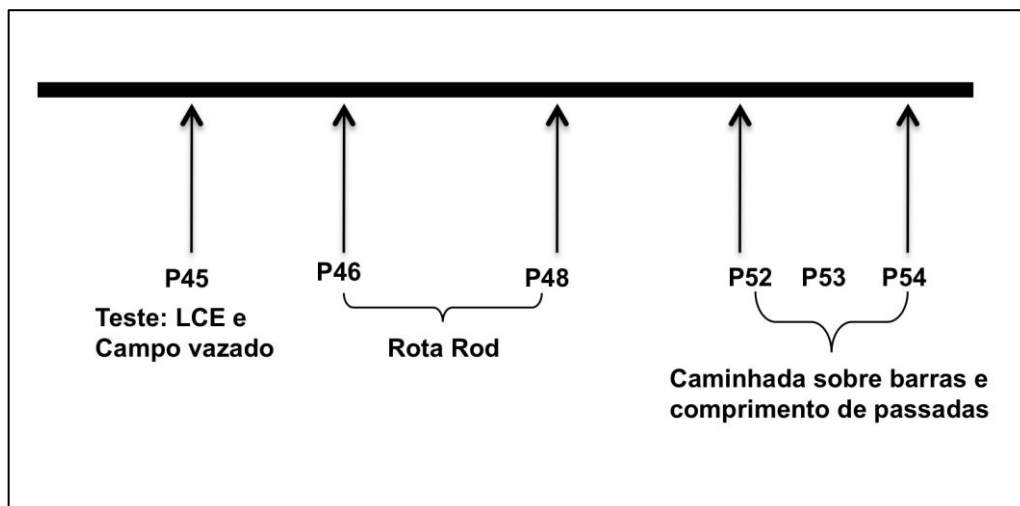 P45
P46
P48
P52
P53
P54
Teste: LCE e
Campo vazado
Rota Rod
Caminhada sobre barras e
comprimento de passadas